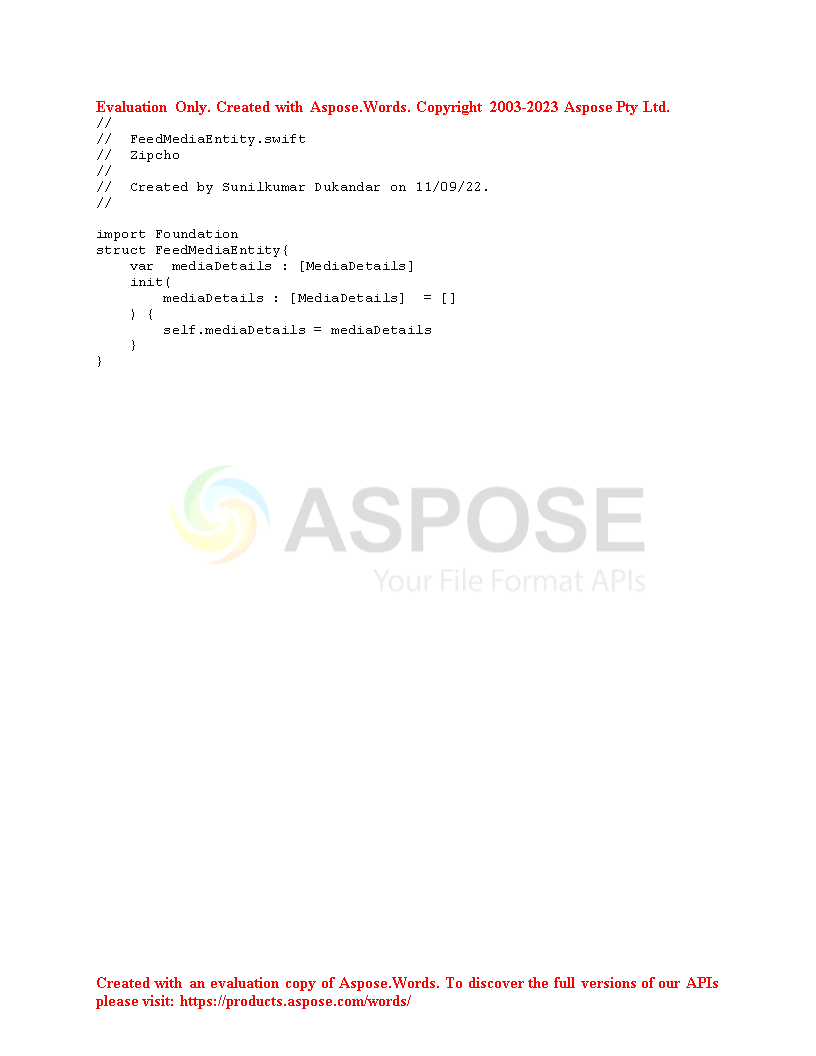 Evaluation Only. Created with Aspose.Words. Copyright 2003-2023 Aspose Pty Ltd.
//
//  FeedMediaEntity.swift
//  Zipcho
//
//  Created by Sunilkumar Dukandar on 11/09/22.
//
import Foundation
struct FeedMediaEntity{
    var  mediaDetails : [MediaDetails]
    init(
        mediaDetails : [MediaDetails]  = []
    ) {
        self.mediaDetails = mediaDetails
    }
}
ASPOSE
Your File Format APIs
Created with an evaluation copy of Aspose.Words. To discover the full versions of our APIs
please visit: https://products.aspose.com/words/